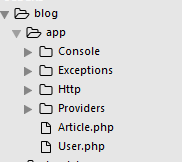 blog
app
Console
Exceptions
Http
Providers
Article.php
User.php